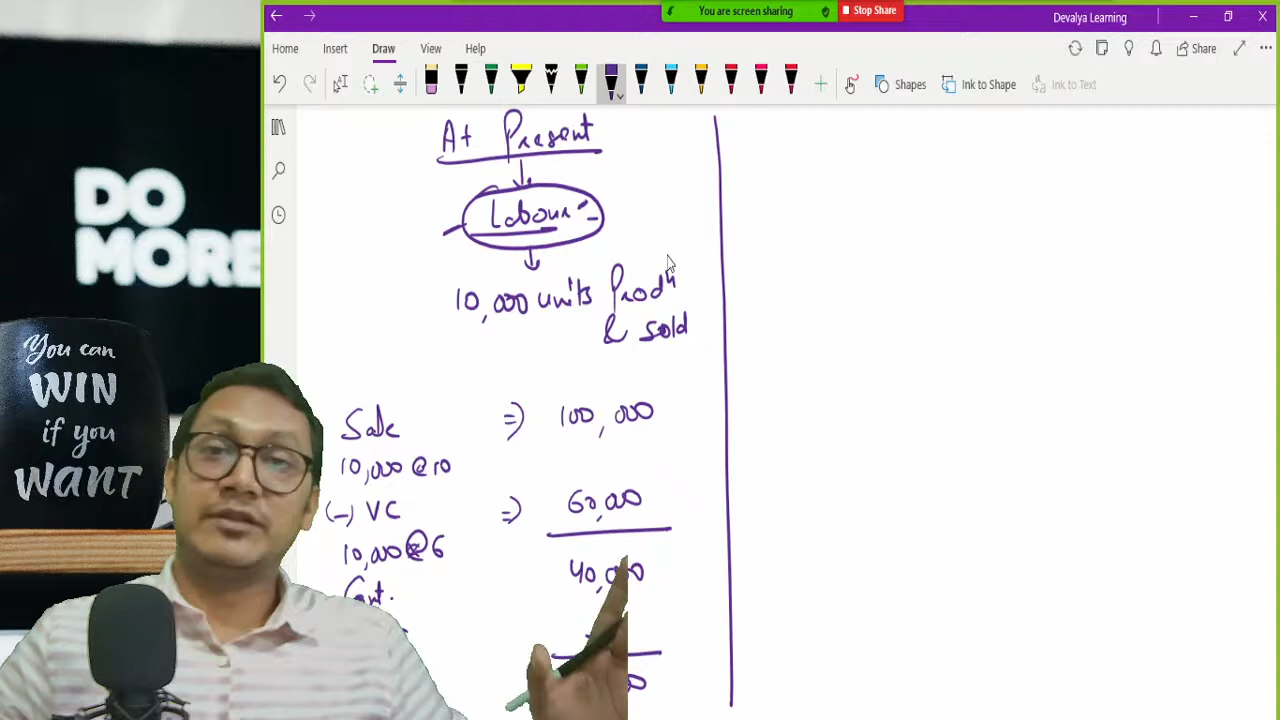 You are screen sharing
Stop Share
Devalya Learning
Home Insert Draw View Help
Share
Shapes
Ink to Shape
Ink to Text
At Present
Labour
10,000 units Prodn
& sold
Sale => 100,000
10,000 @ 10
(-) VC => 60,000
10,000 @ 6
40,000
Cont.
DO
MORE.
You can
WIN
if you
WANT